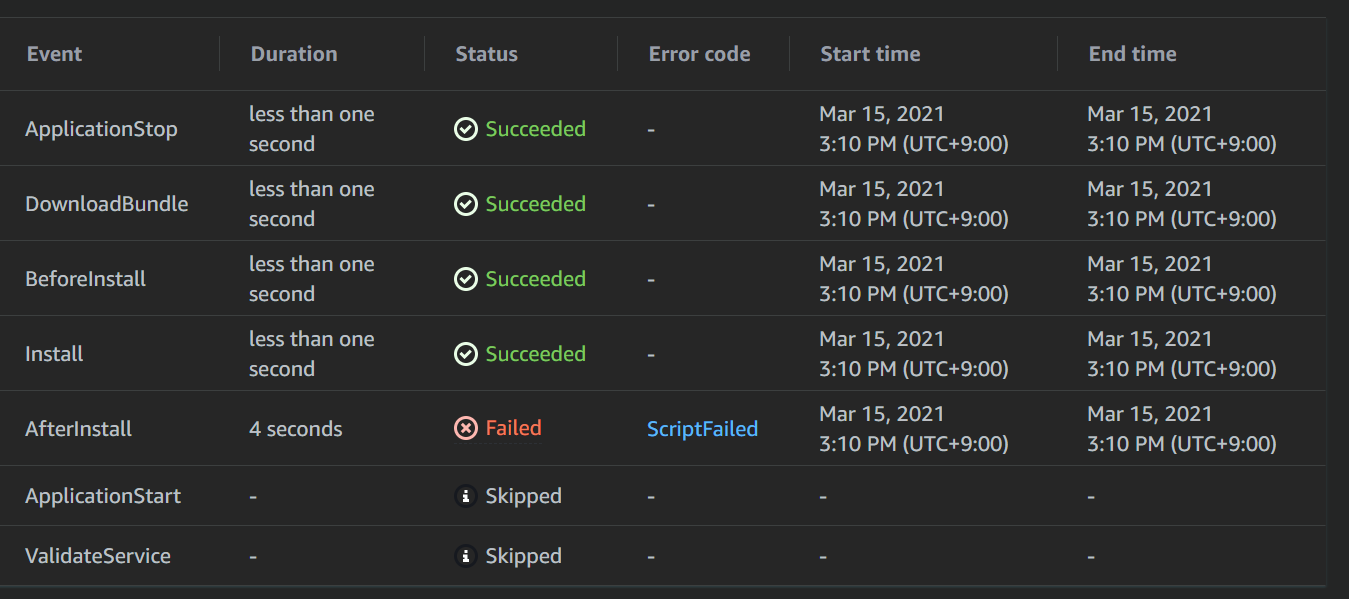 Event Duration Status Error code Start time End time
ApplicationStop less than one second Succeeded - Mar 15, 2021 3:10 PM (UTC+9:00) Mar 15, 2021 3:10 PM (UTC+9:00)
DownloadBundle less than one second Succeeded - Mar 15, 2021 3:10 PM (UTC+9:00) Mar 15, 2021 3:10 PM (UTC+9:00)
BeforeInstall less than one second Succeeded - Mar 15, 2021 3:10 PM (UTC+9:00) Mar 15, 2021 3:10 PM (UTC+9:00)
Install less than one second Succeeded - Mar 15, 2021 3:10 PM (UTC+9:00) Mar 15, 2021 3:10 PM (UTC+9:00)
AfterInstall 4 seconds Failed ScriptFailed Mar 15, 2021 3:10 PM (UTC+9:00) Mar 15, 2021 3:10 PM (UTC+9:00)
ApplicationStart - Skipped - - -
ValidateService - Skipped - - -